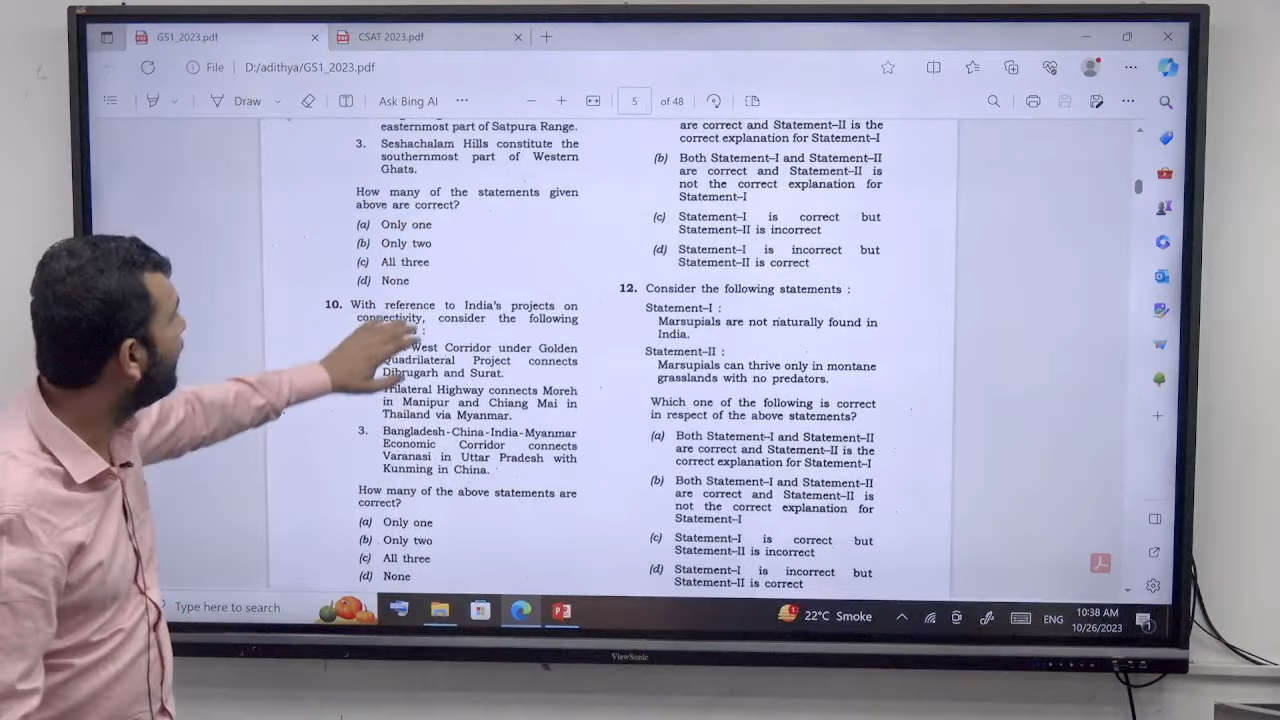 GS1_2023.pdf
CSAT 2023.pdf
File
D:/adithya/GS1_2023.pdf
Draw
Ask Bing AI
5
of 48
easternmost part of Satpura Range.
3. Seshachalam Hills constitute the
southernmost part of Western
Ghats.
How many of the statements given
above are correct?
(a) Only one
(b) Only two
(c) All three
(d) None
10. With reference to India's projects on
connectivity, consider the following
:
West Corridor under Golden
Quadrilateral Project connects
Dibrugarh and Surat.
Trilateral Highway connects Moreh
in Manipur and Chiang Mai in
Thailand via Myanmar.
3. Bangladesh-China-India-Myanmar
Economic Corridor connects
Varanasi in Uttar Pradesh with
Kunming in China.
How many of the above statements are
correct?
(a) Only one
(b) Only two
(c) All three
(d) None
are correct and Statement-II is the
correct explanation for Statement-I
(b) Both Statement-I and Statement-II
are correct and Statement-II is
not the correct explanation for
Statement-I
(c) Statement-I is correct but
Statement-II is incorrect
(d) Statement-I is incorrect but
Statement-II is correct
12. Consider the following statements :
Statement-I :
Marsupials are not naturally found in
India.
Statement-II :
Marsupials can thrive only in montane
grasslands with no predators.
Which one of the following is correct
in respect of the above statements?
(a) Both Statement-I and Statement-II
are correct and Statement-II is the
correct explanation for Statement-I
(b) Both Statement-I and Statement-II
are correct and Statement-II is
not the correct explanation for
Statement-I
(c) Statement-I is correct but
Statement-II is incorrect
(d) Statement-I is incorrect but
Statement-II is correct
Type here to search
22°C Smoke
ENG
10:38 AM
10/26/2023
ViewSonic